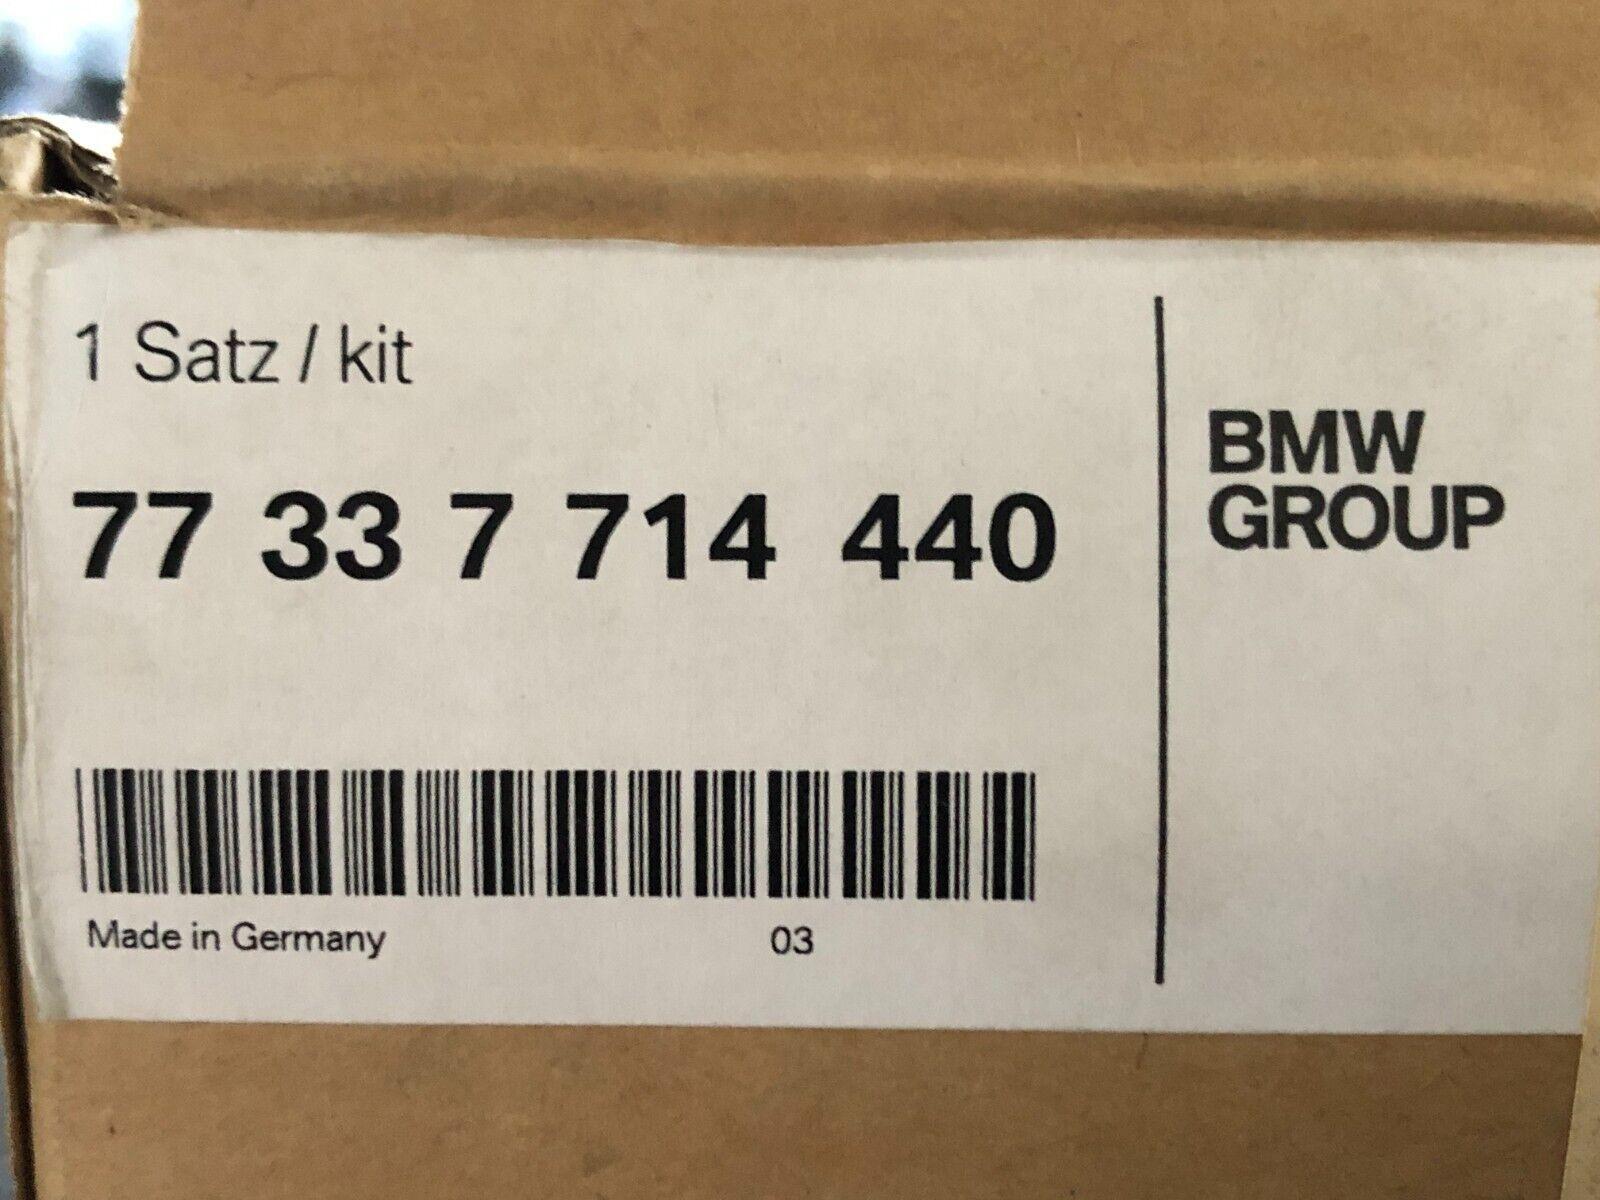 1 Satz / kit
77 33 7 714 440
Made in Germany 03
BMW
GROUP